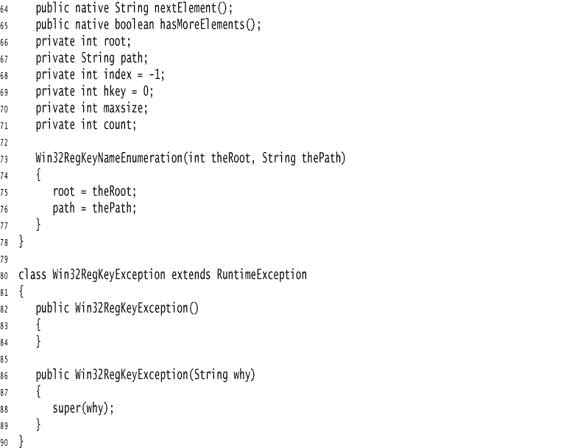 64 public native String nextElement();
65 public native boolean hasMoreElements();
66 private int root;
67 private String path;
68 private int index = -1;
69 private int hkey = 0;
70 private int maxsize;
71 private int count;
72
73 Win32RegKeyNameEnumeration(int theRoot, String thePath)
74 {
75 root = theRoot;
76 path = thePath;
77 }
78 }
79
80 class Win32RegKeyException extends RuntimeException
81 {
82 public Win32RegKeyException()
83 {
84 }
85
86 public Win32RegKeyException(String why)
87 {
88 super(why);
89 }
90 }